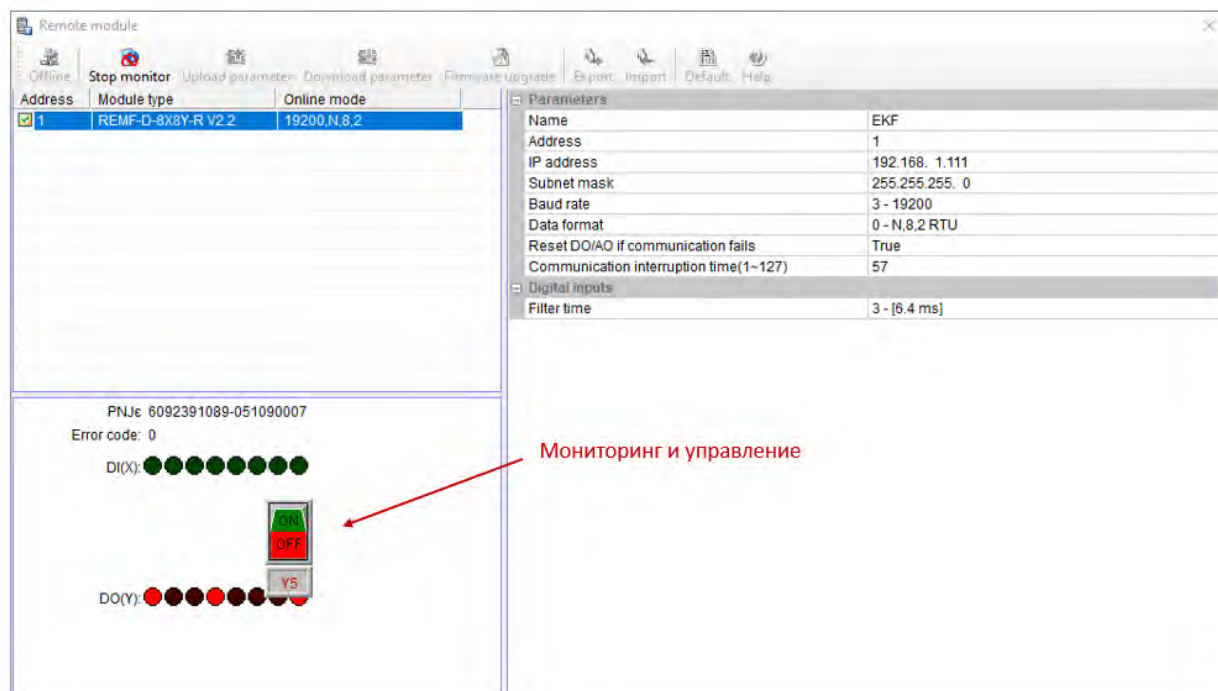 Remote module
Offline Stop monitor Upload parameter Download parameter Firmware upgrade Export Import Default Help
Address Module type Online mode
1 REMF-D-8X8Y-R V2.2 19200,N,8,2
Parameters
Name EKF
Address 1
IP address 192.168. 1.111
Subnet mask 255.255.255. 0
Baud rate 3 - 19200
Data format 0 - N,8,2 RTU
Reset DO/AO if communication fails True
Communication interruption time(1~127) 57
Digital inputs
Filter time 3 - [6.4 ms]
PNJє 6092391089-051090007
Error code: 0
DI(X):
Мониторинг и управление
ON
OFF
Y5
DO(Y):